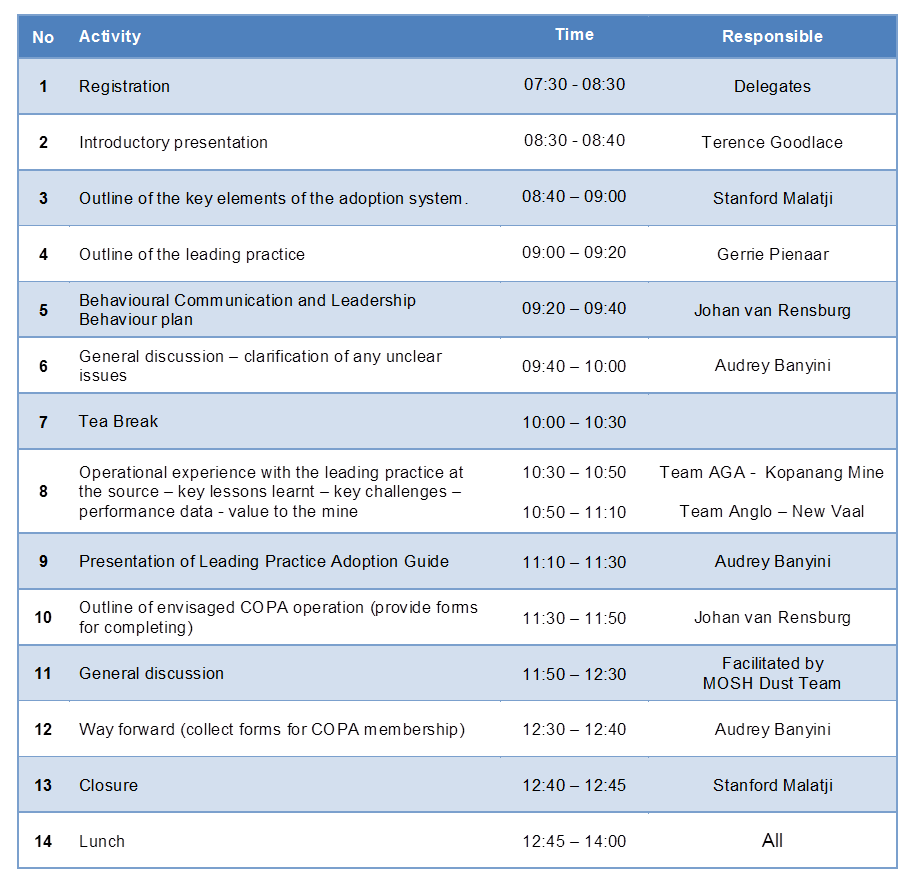 No Activity Time Responsible
1 Registration 07:30 - 08:30 Delegates
2 Introductory presentation 08:30 - 08:40 Terence Goodlace
3 Outline of the key elements of the adoption system. 08:40 – 09:00 Stanford Malatji
4 Outline of the leading practice 09:00 – 09:20 Gerrie Pienaar
5 Behavioural Communication and Leadership
Behaviour plan 09:20 – 09:40 Johan van Rensburg
6 General discussion – clarification of any unclear
issues 09:40 – 10:00 Audrey Banyini
7 Tea Break 10:00 – 10:30
8 Operational experience with the leading practice at
the source – key lessons learnt – key challenges –
performance data - value to the mine
10:30 – 10:50 Team AGA - Kopanang Mine
10:50 – 11:10 Team Anglo – New Vaal
9 Presentation of Leading Practice Adoption Guide 11:10 – 11:30 Audrey Banyini
10 Outline of envisaged COPA operation (provide forms
for completing) 11:30 – 11:50 Johan van Rensburg
11 General discussion 11:50 – 12:30 Facilitated by
MOSH Dust Team
12 Way forward (collect forms for COPA membership) 12:30 – 12:40 Audrey Banyini
13 Closure 12:40 – 12:45 Stanford Malatji
14 Lunch 12:45 – 14:00 All